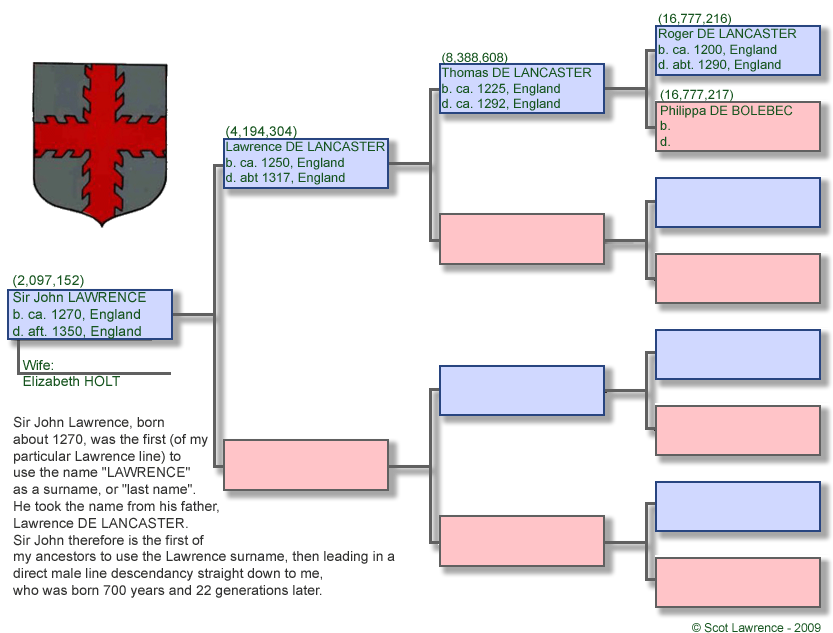 (16,777,216)
Roger DE LANCASTER
b. ca. 1200, England
d. abt. 1290, England
(8,388,608)
Thomas DE LANCASTER
b. ca. 1225, England
d. ca. 1292, England
(16,777,217)
Philippa DE BOLEBEC
b.
d.
(4,194,304)
Lawrence DE LANCASTER
b. ca. 1250, England
d. abt 1317, England
(2,097,152)
Sir John LAWRENCE
b. ca. 1270, England
d. aft. 1350, England
Wife:
Elizabeth HOLT
Sir John Lawrence, born
about 1270, was the first (of my
particular Lawrence line) to
use the name "LAWRENCE"
as a surname, or "last name".
He took the name from his father,
Lawrence DE LANCASTER.
Sir John therefore is the first of
my ancestors to use the Lawrence surname, then leading in a
direct male line descendancy straight down to me,
who was born 700 years and 22 generations later.
© Scot Lawrence - 2009